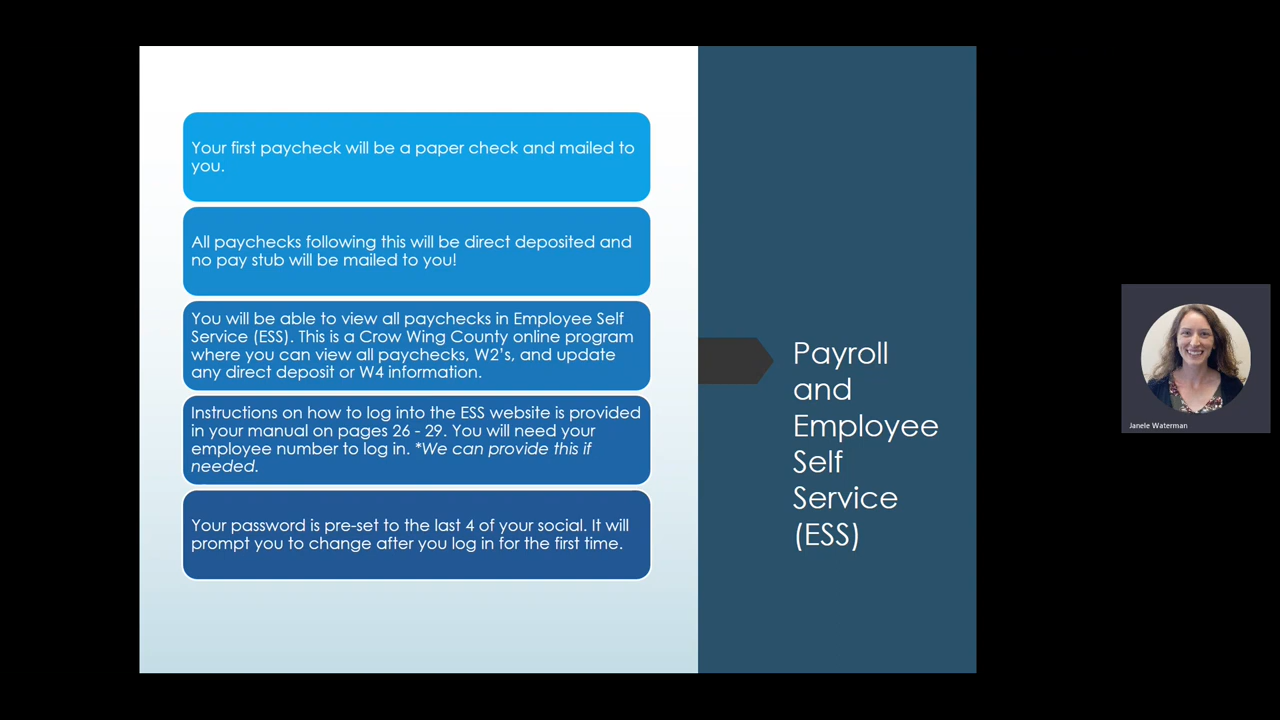 Your first paycheck will be a paper check and mailed to
you.
All paychecks following this will be direct deposited and
no pay stub will be mailed to you!
You will be able to view all paychecks in Employee Self
Service (ESS). This is a Crow Wing County online program
where you can view all paychecks, W2’s, and update
any direct deposit or W4 information.
Instructions on how to log into the ESS website is provided
in your manual on pages 26 - 29. You will need your
employee number to log in. *We can provide this if
needed.
Your password is pre-set to the last 4 of your social. It will
prompt you to change after you log in for the first time.
Payroll
and
Employee
Self
Service
(ESS)
Janele Waterman